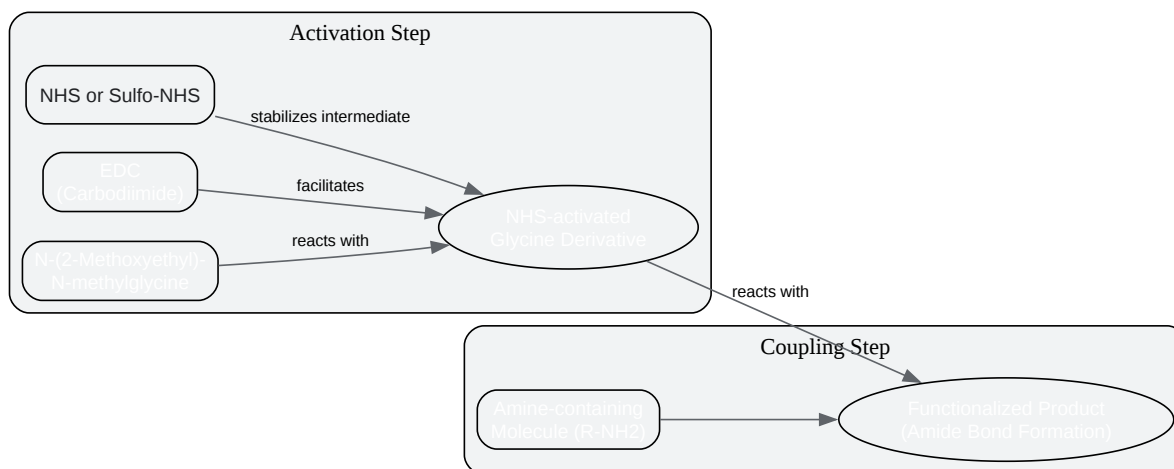 Activation Step
NHS or Sulfo-NHS
stabilizes intermediate
EDC
(Carbodiimide)
facilitates
NHS-activated
Glycine Derivative
N-(2-Methoxyethyl)-
N-methylglycine
reacts with
reacts with
Coupling Step
Amine-containing
Molecule (R-NH2)
Functionalized Product
(Amide Bond Formation)